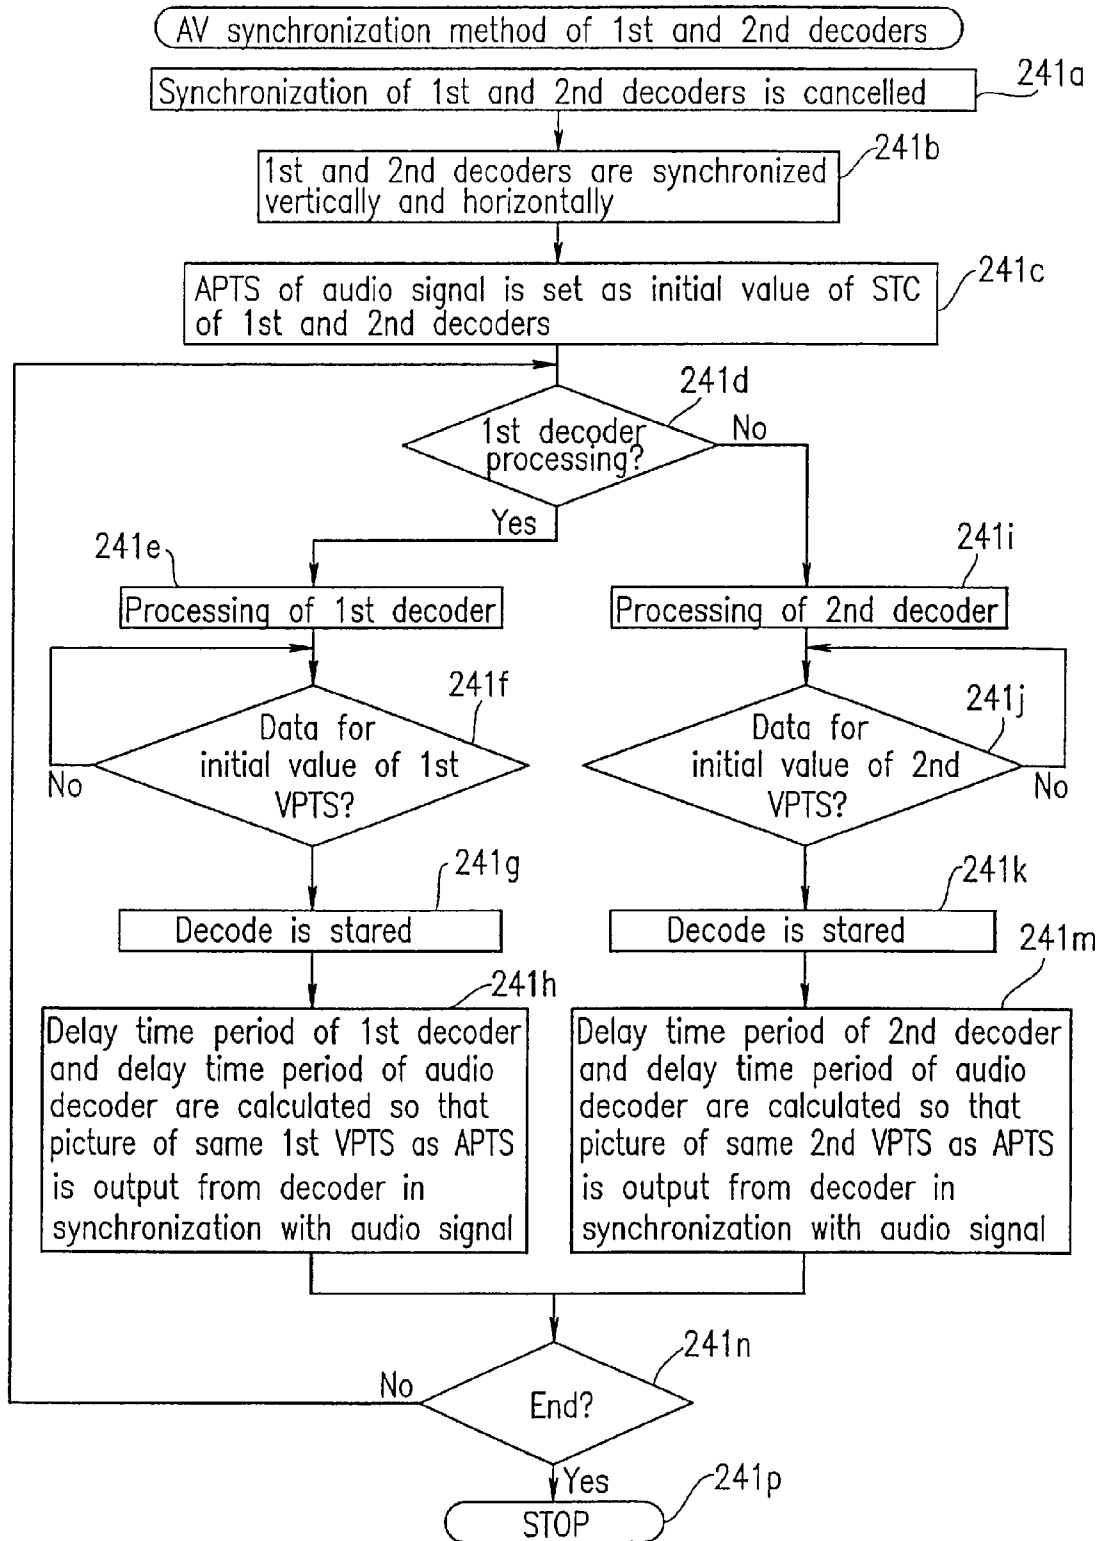 AV synchronization method of 1st and 2nd decoders
Synchronization of 1st and 2nd decoders is cancelled
241a
1st and 2nd decoders are synchronized
vertically and horizontally
241b
APTS of audio signal is set as initial value of STC
of 1st and 2nd decoders
241c
1st decoder
processing?
241d
No
Yes
241e
Processing of 1st decoder
241i
Processing of 2nd decoder
241f
Data for
initial value of 1st
VPTS?
No
241j
Data for
initial value of 2nd
VPTS?
No
241g
Decode is stared
241k
Decode is stared
241h
Delay time period of 1st decoder
and delay time period of audio
decoder are calculated so that
picture of same 1st VPTS as APTS
is output from decoder in
synchronization with audio signal
241m
Delay time period of 2nd decoder
and delay time period of audio
decoder are calculated so that
picture of same 2nd VPTS as APTS
is output from decoder in
synchronization with audio signal
241n
No
End?
Yes
241p
STOP